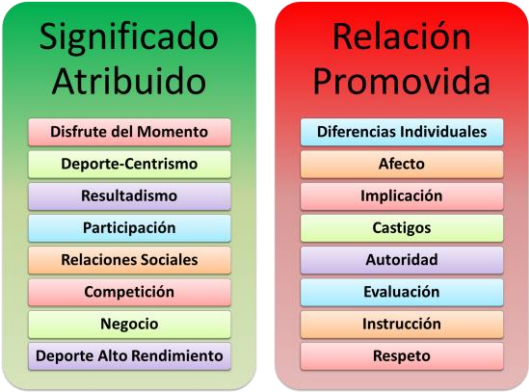 Significado
Atribuido
Disfrute del Momento
Deporte-Centrismo
Resultadismo
Participación
Relaciones Sociales
Competición
Negocio
Deporte Alto Rendimiento
Relación
Promovida
Diferencias Individuales
Afecto
Implicación
Castigos
Autoridad
Evaluación
Instrucción
Respeto